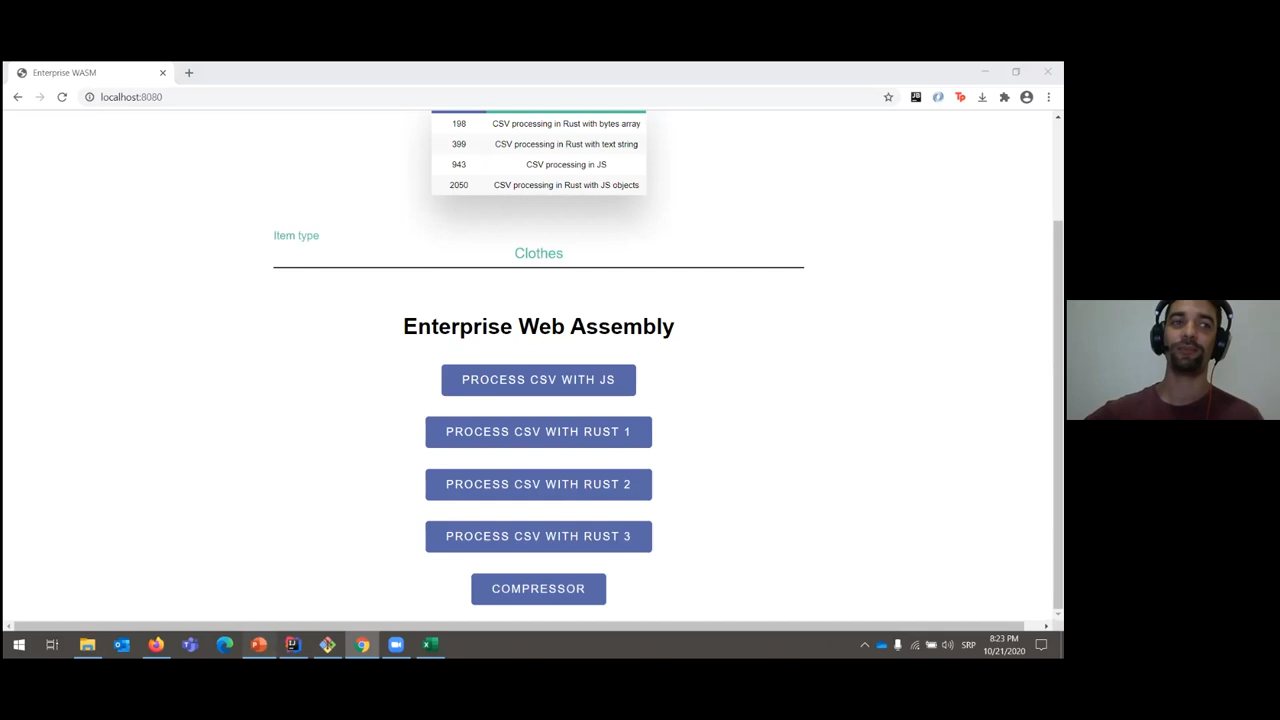 Enterprise WASM
localhost:8080
198 CSV processing in Rust with bytes array
399 CSV processing in Rust with text string
943 CSV processing in JS
2050 CSV processing in Rust with JS objects
Item type
Clothes
Enterprise Web Assembly
PROCESS CSV WITH JS
PROCESS CSV WITH RUST 1
PROCESS CSV WITH RUST 2
PROCESS CSV WITH RUST 3
COMPRESSOR
SRP
8:23 PM
10/21/2020